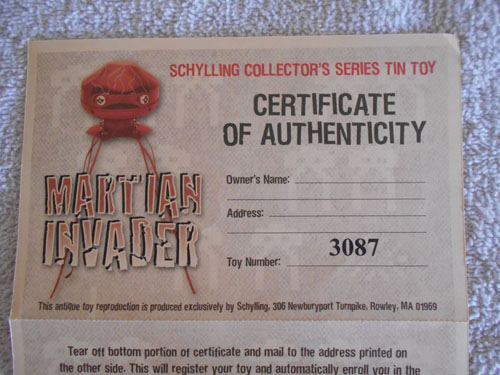 SCHYLLING COLLECTOR'S SERIES TIN TOY
CERTIFICATE
OF AUTHENTICITY
MARTIAN
INVADER
Owner's Name:
Address:
Toy Number: 3087
This antique toy reproduction is produced exclusively by Schylling, 306 Newburyport Turnpike, Rowley, MA 01969
Tear off bottom portion of certificate and mail to the address printed on
the other side. This will register your toy and automatically enroll you in the